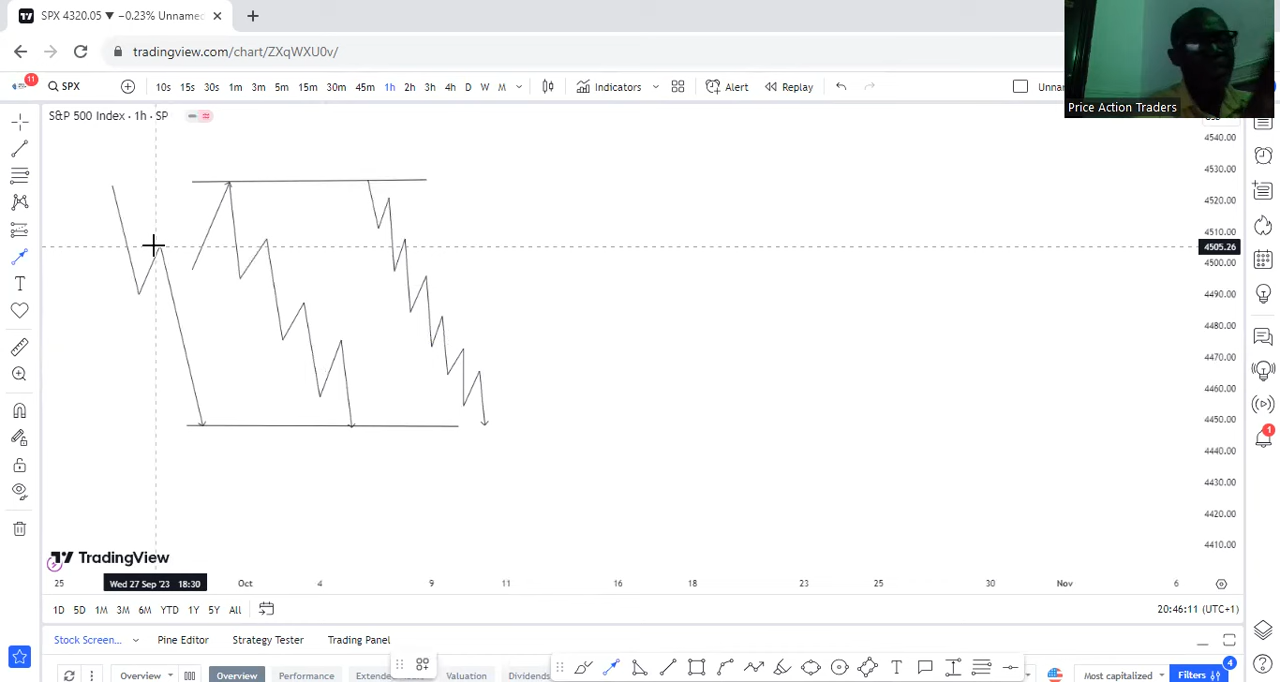 SPX 4320.05 ▼ −0.23% Unnamed
tradingview.com/chart/ZXqWXU0v/
Price Action Traders
11
SPX
10s 15s 30s 1m 3m 5m 15m 30m 45m 1h 2h 3h 4h D W M
Indicators
Alert
Replay
S&P 500 Index · 1h · SP
4540.00
4530.00
4520.00
4510.00
4505.26
4500.00
4490.00
4480.00
4470.00
4460.00
4450.00
4440.00
4430.00
4420.00
4410.00
1
TradingView
25 Wed 27 Sep '23 18:30 Oct 4 9 11 16 18 23 25 30 Nov 6
1D 5D 1M 3M 6M YTD 1Y 5Y All
20:46:11 (UTC+1)
Stock Screen... Pine Editor Strategy Tester Trading Panel
Overview Overview Performance Valuation Dividends Most capitalized Filters 4